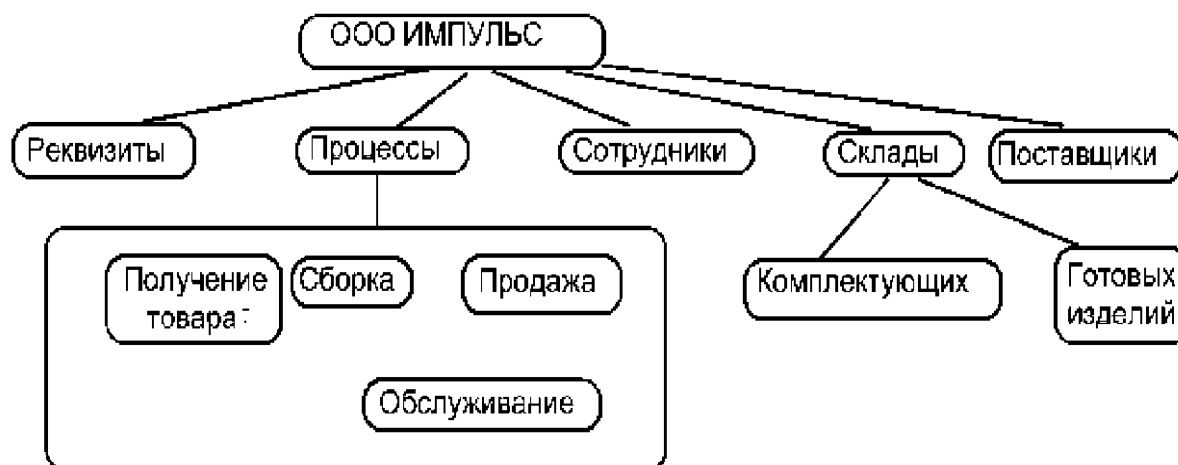 ООО ИМПУЛЬС
Реквизиты
Процессы
Сотрудники
Склады
Поставщики
Получение
товара
Сборка
Продажа
Обслуживание
Комплектующих
Готовых
изделий